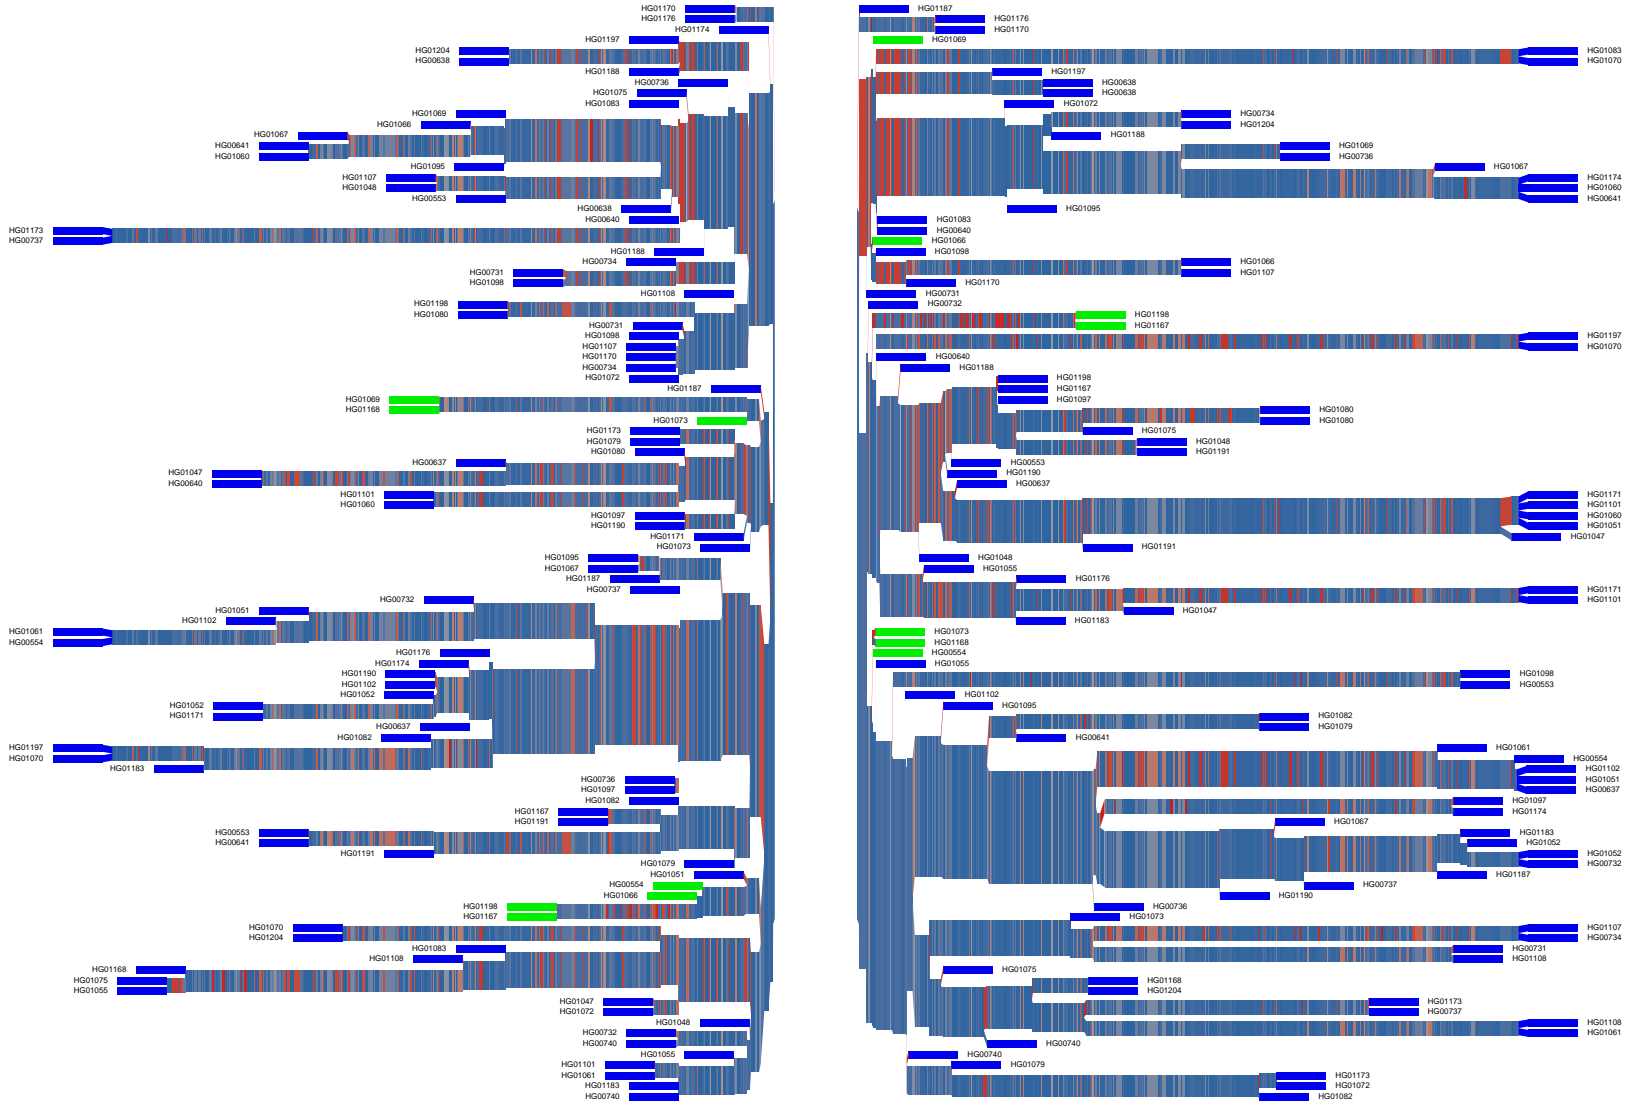 HG01170
HG01176
HG01174
HG01197
HG01204
HG00638
HG01188
HG00736
HG01075
HG01083
HG01069
HG01066
HG01067
HG00641
HG01060
HG01095
HG01107
HG01048
HG00553
HG00638
HG00640
HG01173
HG00737
HG01188
HG00734
HG00731
HG01098
HG01108
HG01198
HG01080
HG00731
HG01098
HG01107
HG01170
HG00734
HG01072
HG01187
HG01069
HG01168
HG01073
HG01173
HG01079
HG01080
HG00637
HG01047
HG00640
HG01101
HG01060
HG01097
HG01190
HG01171
HG01073
HG01095
HG01067
HG01187
HG00737
HG00732
HG01051
HG01102
HG01061
HG00554
HG01176
HG01174
HG01190
HG01102
HG01052
HG01052
HG01171
HG00637
HG01082
HG01197
HG01070
HG01183
HG00736
HG01097
HG01082
HG01167
HG01191
HG00553
HG00641
HG01191
HG01079
HG01051
HG00554
HG01066
HG01198
HG01167
HG01070
HG01204
HG01083
HG01108
HG01168
HG01075
HG01055
HG01047
HG01072
HG01048
HG00732
HG00740
HG01055
HG01101
HG01061
HG01183
HG00740
HG01187
HG01176
HG01170
HG01069
HG01083
HG01070
HG01197
HG00638
HG00638
HG01072
HG00734
HG01204
HG01188
HG01069
HG00736
HG01067
HG01174
HG01060
HG00641
HG01095
HG01083
HG00640
HG01066
HG01098
HG01066
HG01107
HG01170
HG00731
HG00732
HG01198
HG01167
HG01197
HG01070
HG00640
HG01188
HG01198
HG01167
HG01097
HG01080
HG01080
HG01075
HG01048
HG01191
HG00553
HG01190
HG00637
HG01171
HG01101
HG01060
HG01051
HG01047
HG01191
HG01048
HG01055
HG01176
HG01171
HG01101
HG01047
HG01183
HG01073
HG01168
HG00554
HG01055
HG01098
HG00553
HG01102
HG01095
HG01082
HG01079
HG00641
HG01061
HG00554
HG01102
HG01051
HG00637
HG01097
HG01174
HG01067
HG01183
HG01052
HG01052
HG00732
HG01187
HG00737
HG01190
HG00736
HG01073
HG01107
HG00734
HG00731
HG01108
HG01075
HG01168
HG01204
HG01173
HG00737
HG01108
HG01061
HG00740
HG00740
HG01079
HG01173
HG01072
HG01082